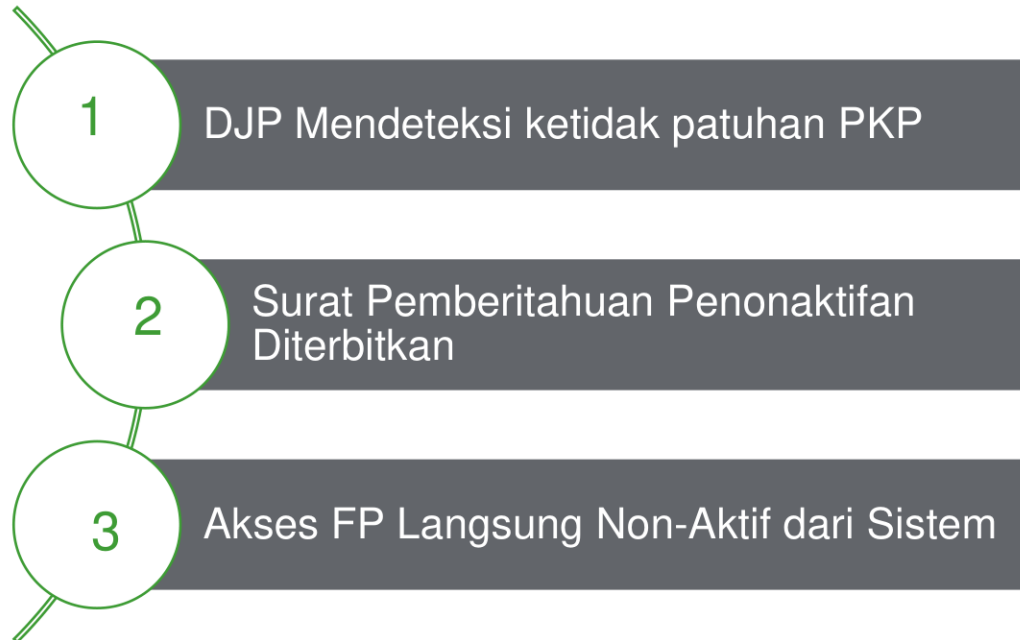 1
DJP Mendeteksi ketidak patuhan PKP
2
Surat Pemberitahuan Penonaktifan
Diterbitkan
3
Akses FP Langsung Non-Aktif dari Sistem